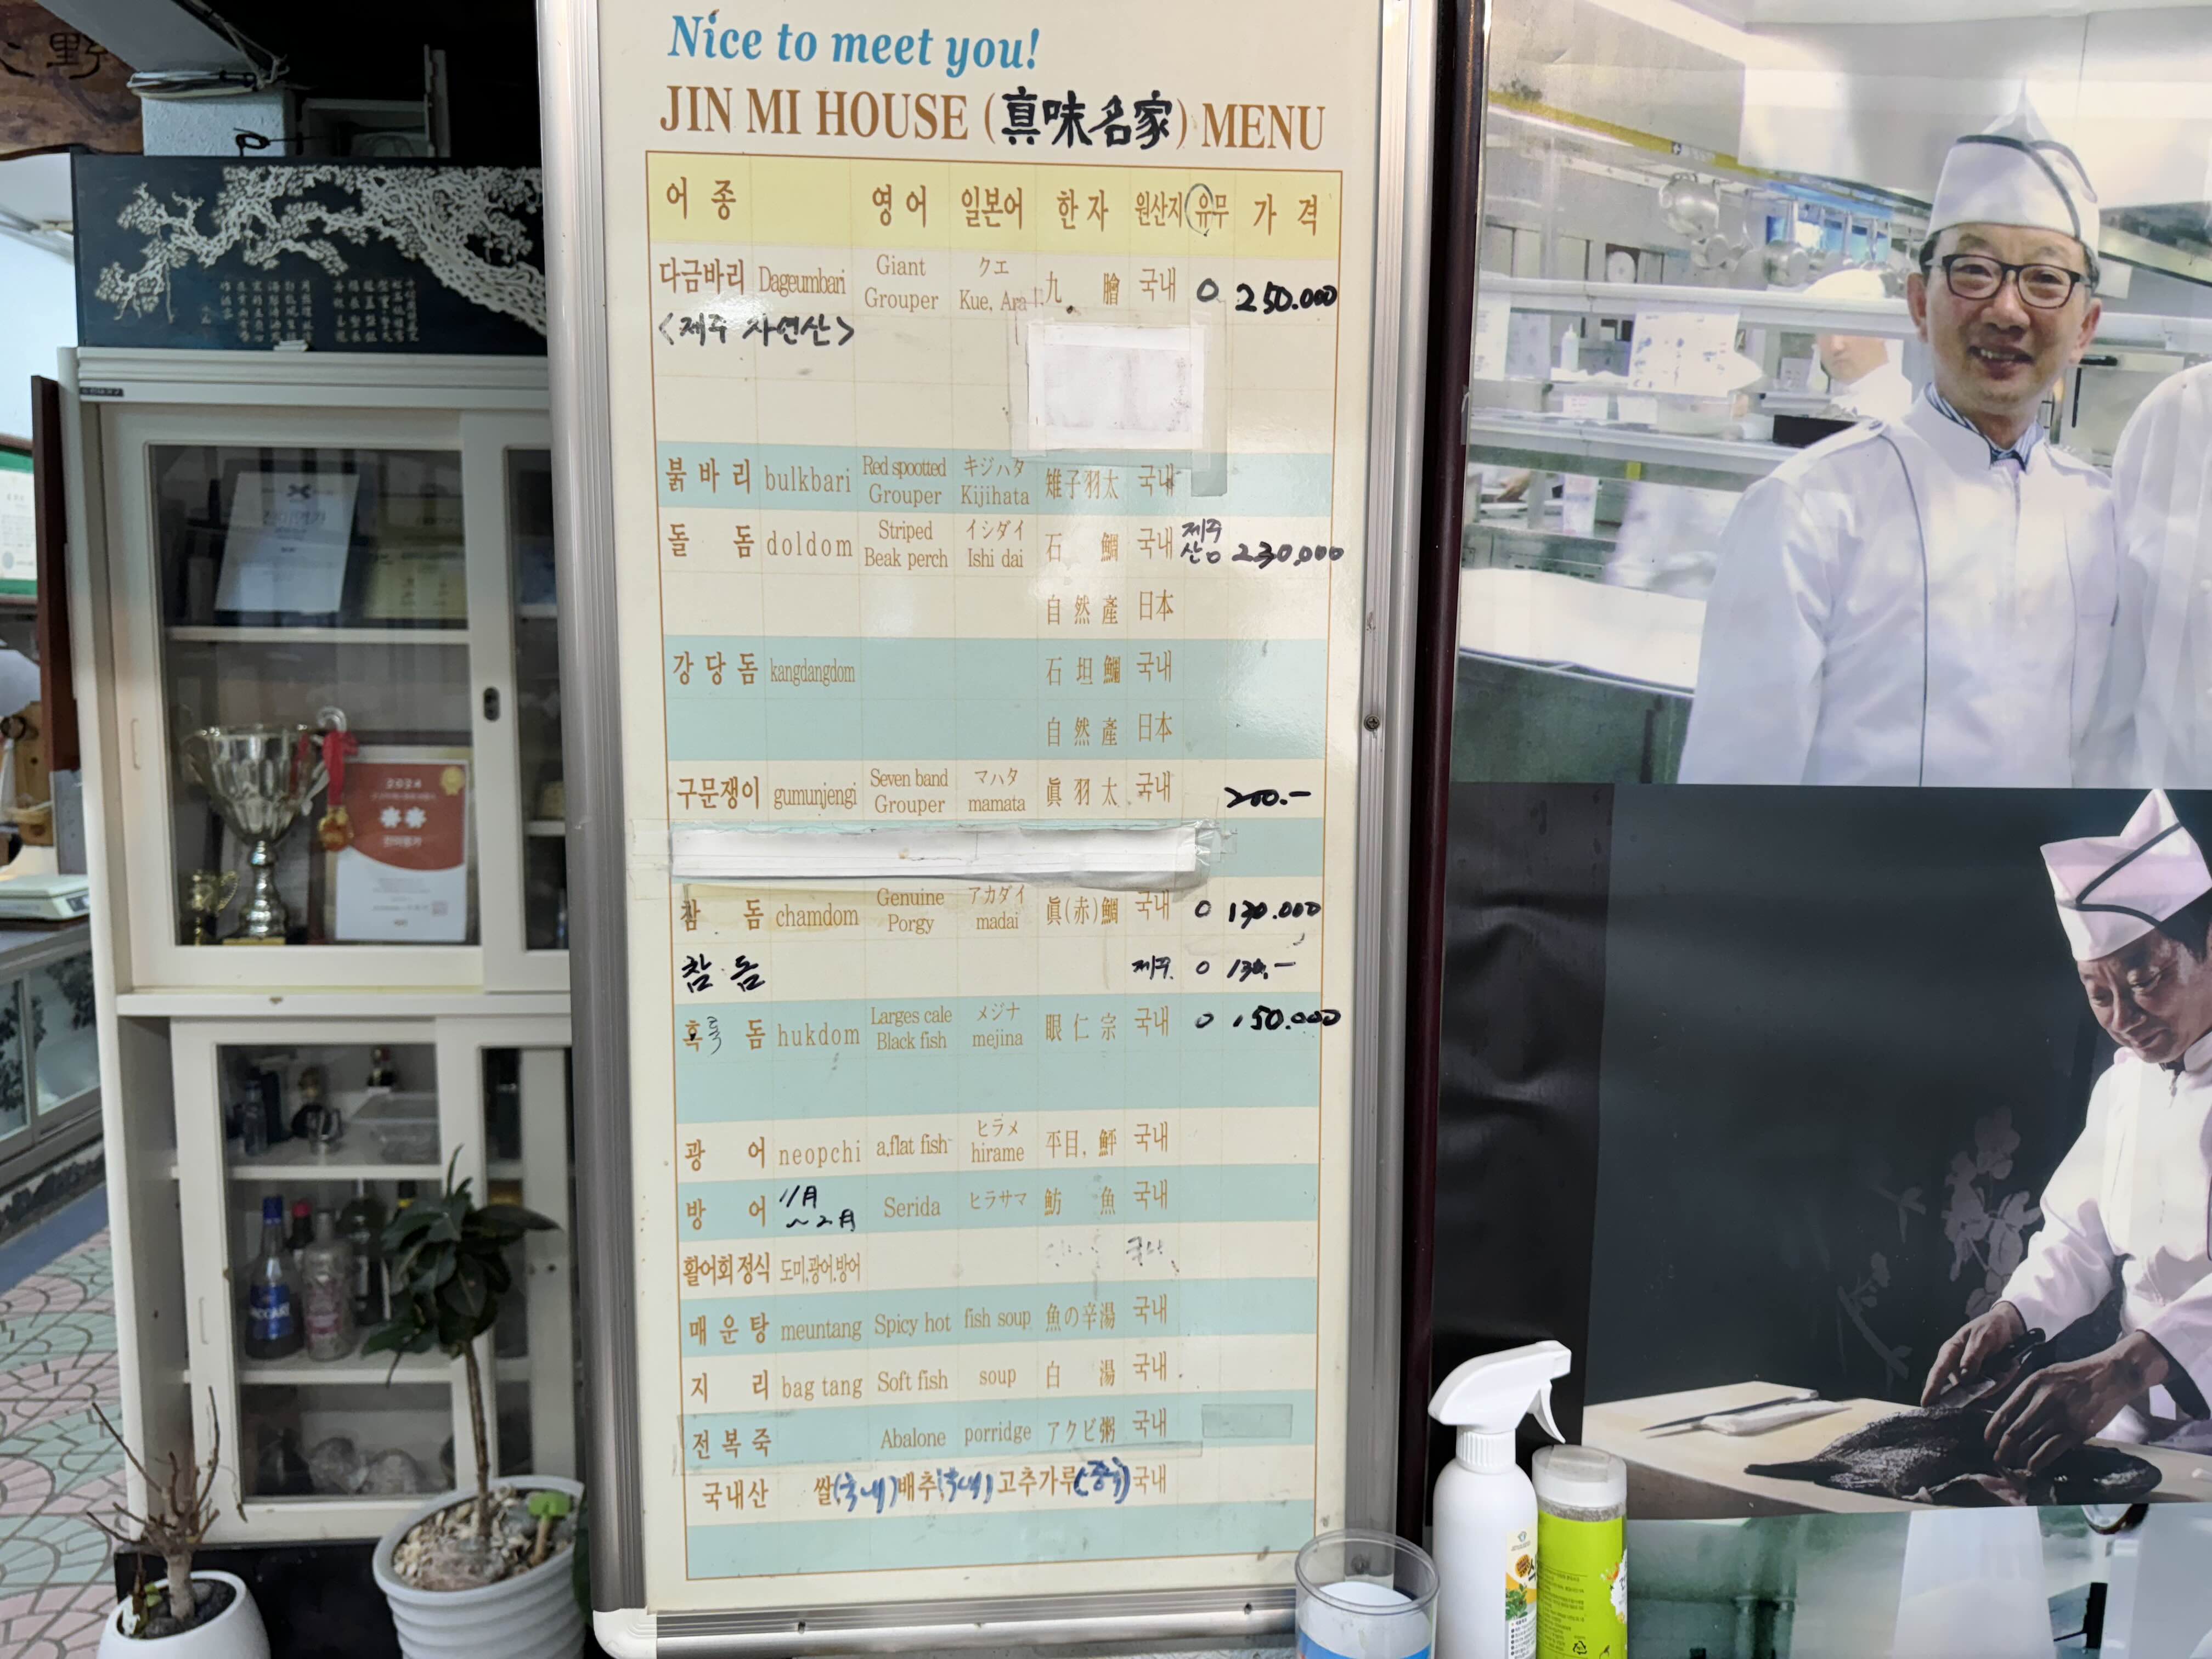 Nice to meet you!
JIN MI HOUSE (真味名家) MENU
어 종 영 어 일본어 한 자 원산지 유무 가 격
다금바리 Dageumbari Giant Grouper クエ Kue, Ara 九 膾 국내 O 250.000
<제주 자연산>
붉 바 리 bulkbari Red spootted Grouper キジハタ Kijihata 雉子羽太 국내
돌 돔 doldom Striped Beak perch イシダイ Ishi dai 石 鯛 국내 제주산 O 230,000
自 然 産 日本
강 당 돔 kangdangdom 石 垣 鯛 국내
自 然 産 日本
구문쟁이 gumunjengi Seven band Grouper マハタ mamata 眞 羽 太 국내 200.-
참 돔 chamdom Genuine Porgy アカダイ madai 眞(赤)鯛 국내 O 130.000
참 돔 제주. O 130.-
흑 돔 hukdom Larges cale Black fish メジナ mejina 眼 仁 宗 국내 O 150.000
광 어 neopchi a.flat fish ヒラメ hirame 平目, 鮃 국내
방 어 11月 ~2月 Serida ヒラサマ 魴 魚 국내
활어회정식 도미,광어,방어
매 운 탕 meuntang Spicy hot fish soup 魚の辛湯 국내
지 리 bag tang Soft fish soup 白 湯 국내
전 복 죽 Abalone porridge アクビ粥 국내
국내산 쌀(국내) 배추(국내) 고추가루(중국) 국내
2024